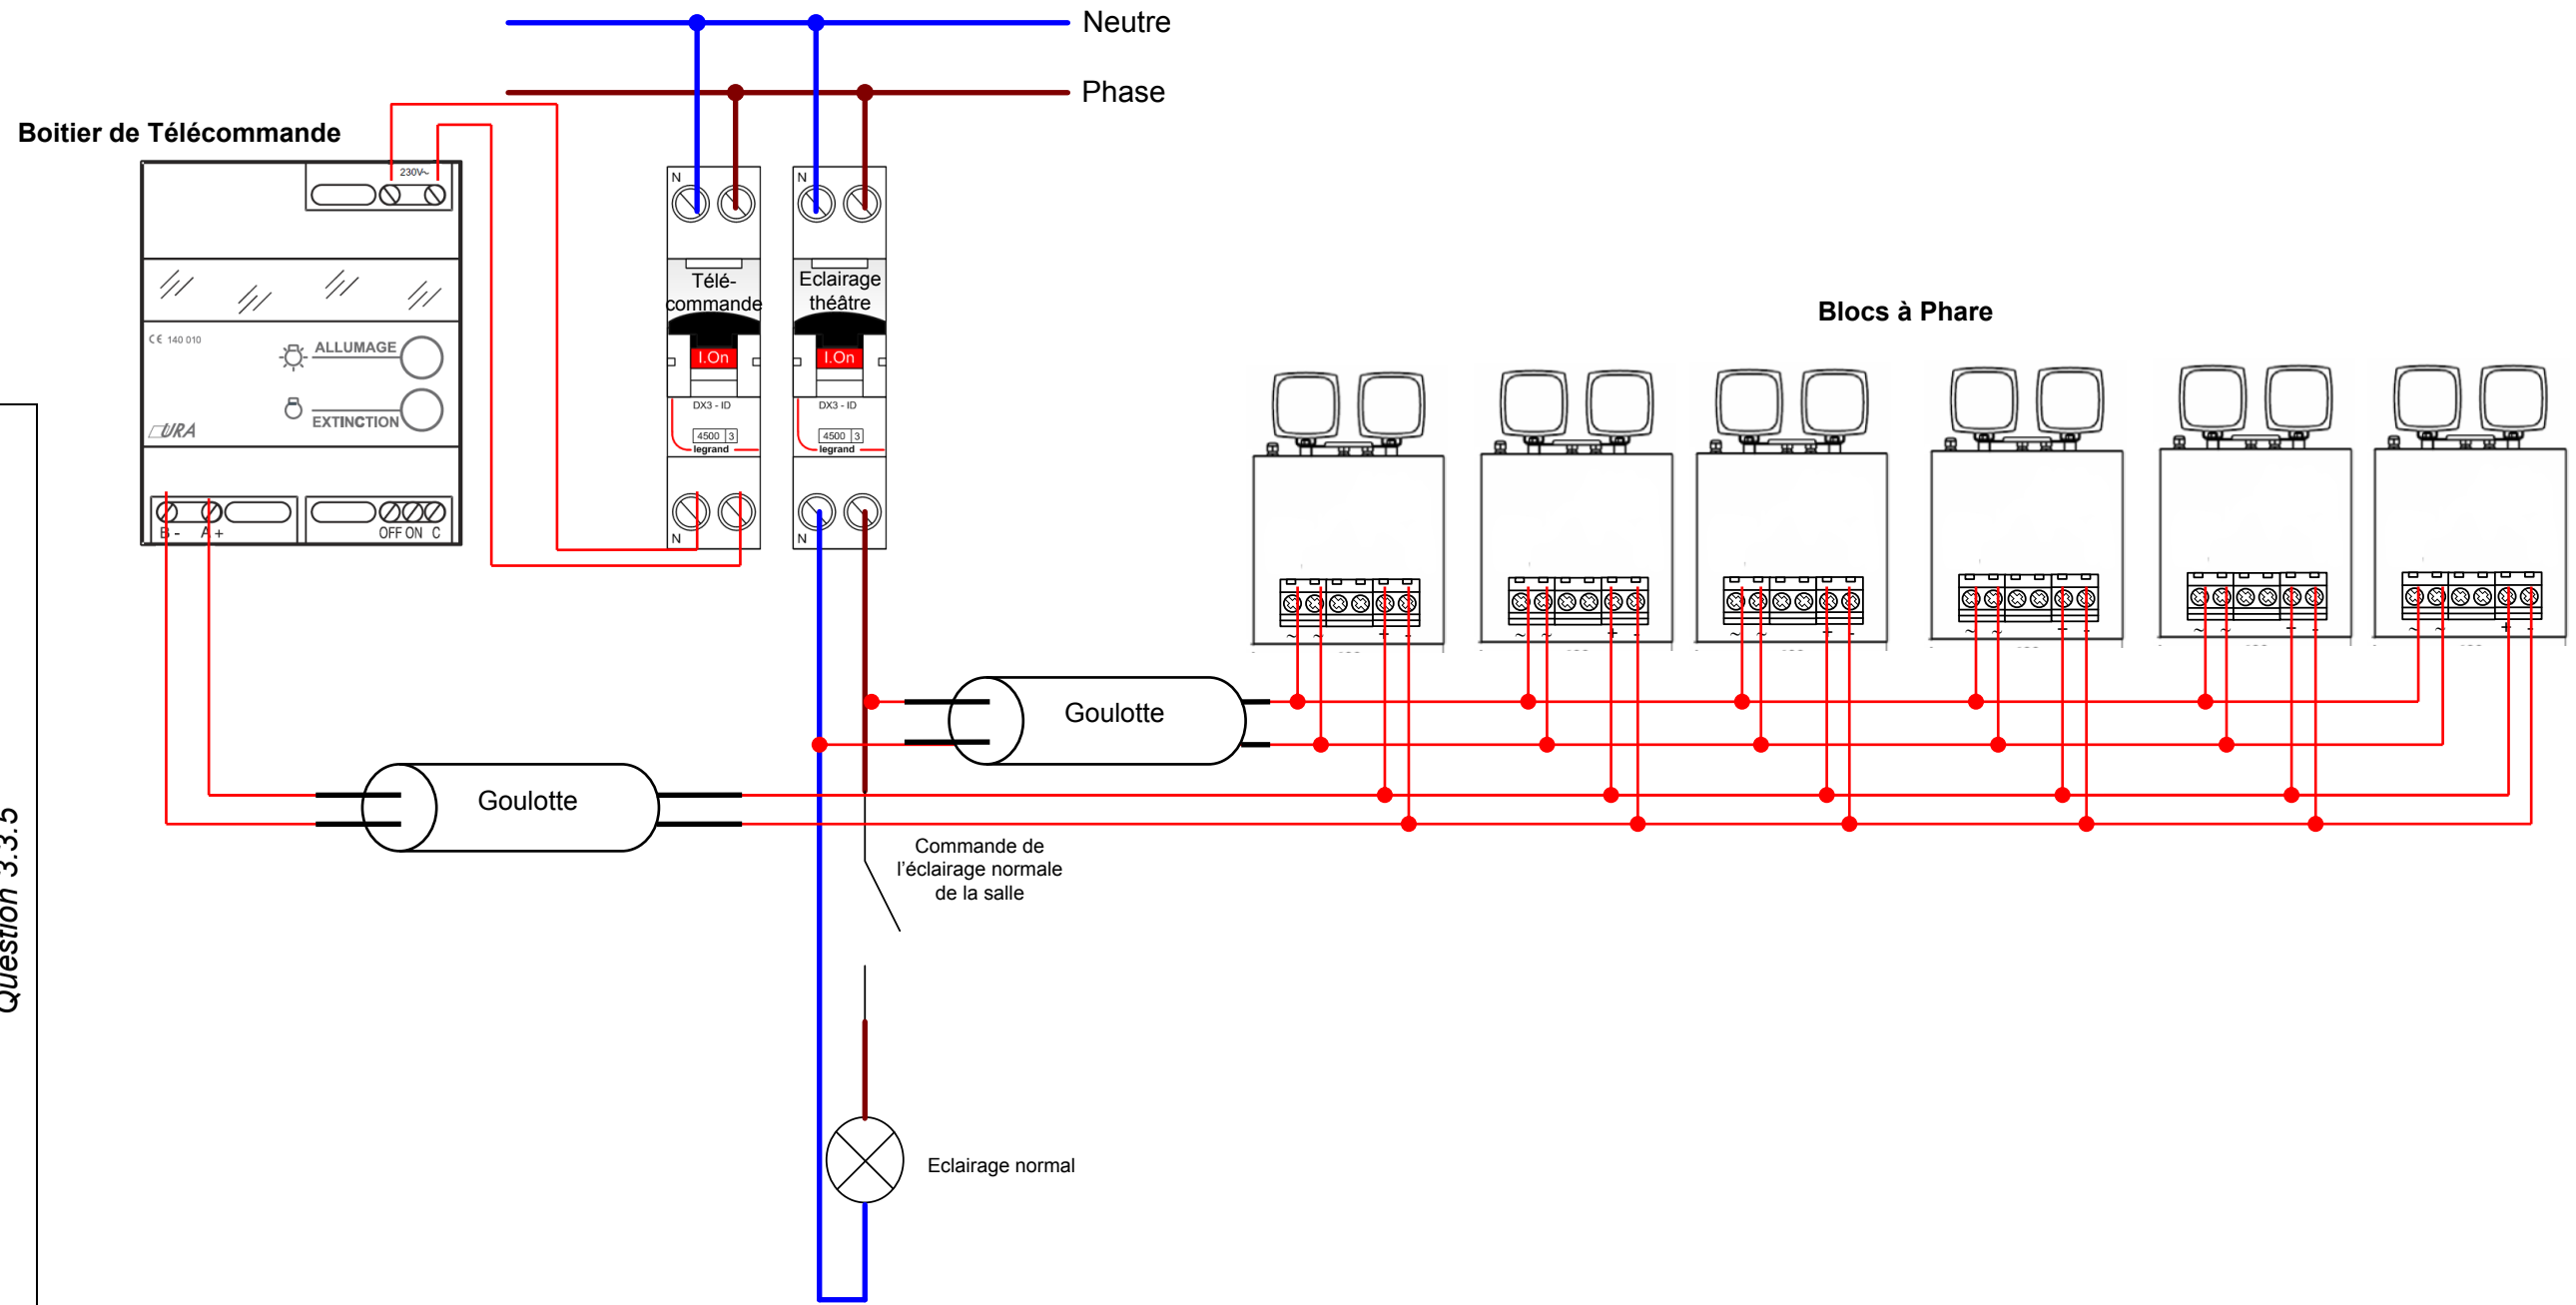 Neutre
Phase
Boitier de Télécommande
230V~
CE 140 010
ALLUMAGE
EXTINCTION
URA
B - A +
OFF ON C
N
Télé-
commande
I.On
DX3 - ID
4500 3
legrand
N
N
Eclairage
théâtre
I.On
DX3 - ID
4500 3
legrand
N
Blocs à Phare
~ ~ + -
~ ~ + -
~ ~ + -
~ ~ + -
~ ~ + -
~ ~ + -
Goulotte
Goulotte
Commande de
l'éclairage normale
de la salle
Eclairage normal
Question 3.3.5